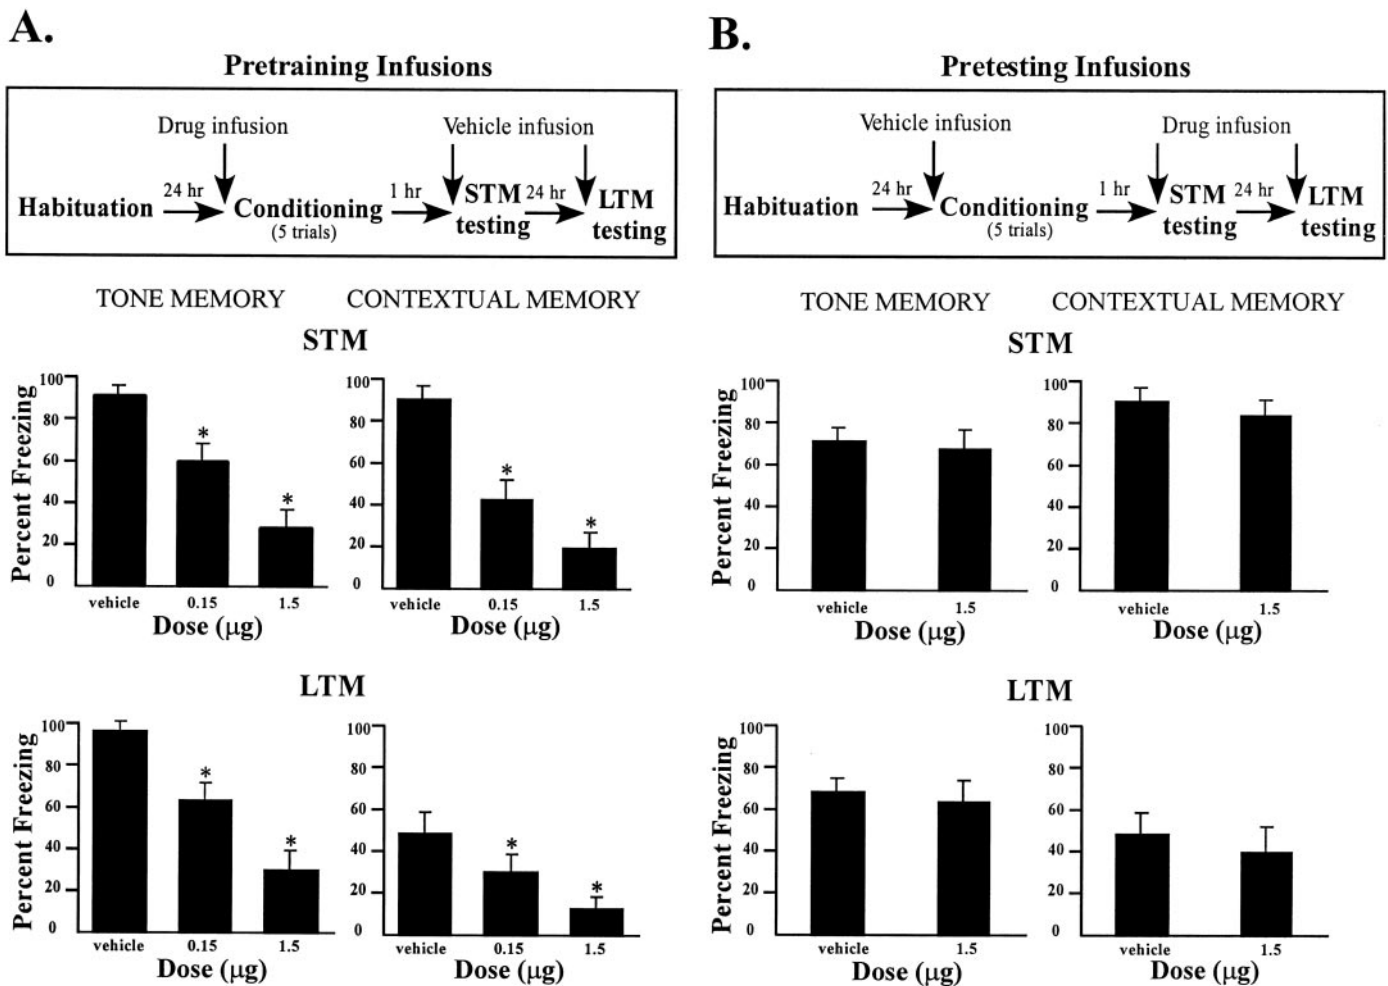 A.
Pretraining Infusions
Drug infusion
Vehicle infusion
Habituation
24 hr
Conditioning
(5 trials)
1 hr
STM
testing
24 hr
LTM
testing
TONE MEMORY
CONTEXTUAL MEMORY
STM
Percent Freezing
100
80
60
40
20
0
*
*
vehicle 0.15 1.5
Dose (µg)
100
80
60
40
20
0
*
*
vehicle 0.15 1.5
Dose (µg)
LTM
Percent Freezing
100
80
60
40
20
0
*
*
vehicle 0.15 1.5
Dose (µg)
100
80
60
40
20
0
*
*
vehicle 0.15 1.5
Dose (µg)
B.
Pretesting Infusions
Vehicle infusion
Drug infusion
Habituation
24 hr
Conditioning
(5 trials)
1 hr
STM
testing
24 hr
LTM
testing
TONE MEMORY
CONTEXTUAL MEMORY
STM
Percent Freezing
100
80
60
40
20
0
vehicle 1.5
Dose (µg)
100
80
60
40
20
0
vehicle 1.5
Dose (µg)
LTM
Percent Freezing
100
80
60
40
20
0
vehicle 1.5
Dose (µg)
100
80
60
40
20
0
vehicle 1.5
Dose (µg)